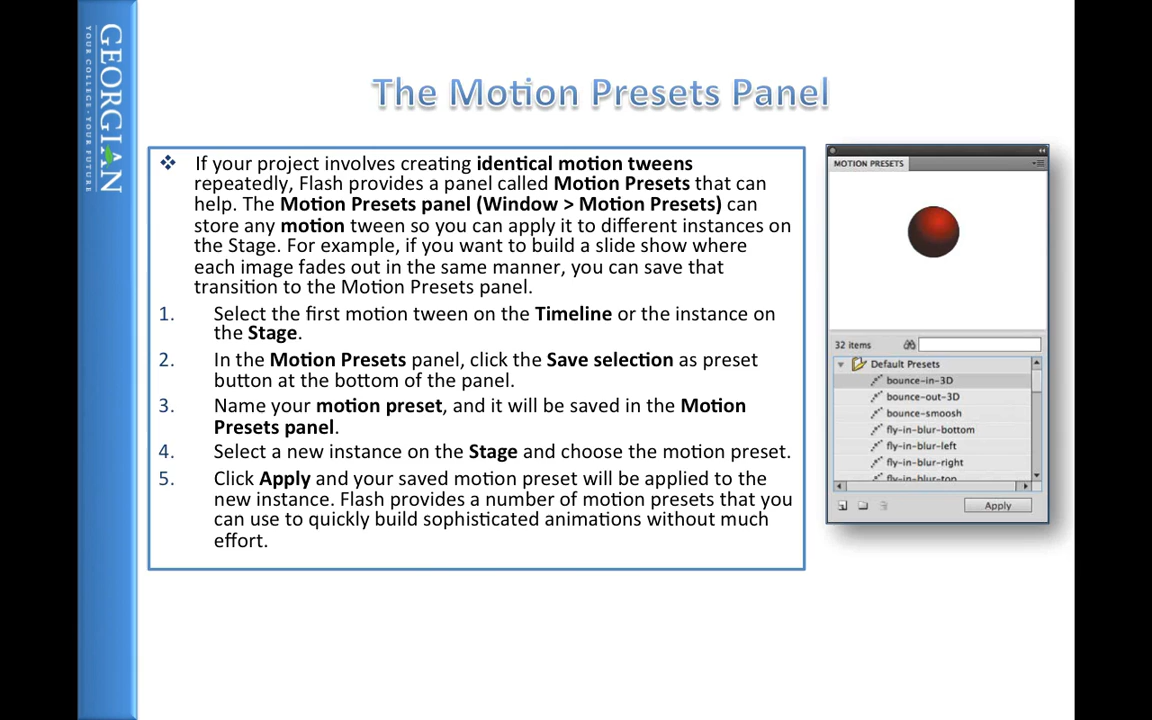 GEORGIAN
YOUR COLLEGE · YOUR FUTURE
The Motion Presets Panel
❖ If your project involves creating identical motion tweens
repeatedly, Flash provides a panel called Motion Presets that can
help. The Motion Presets panel (Window > Motion Presets) can
store any motion tween so you can apply it to different instances on
the Stage. For example, if you want to build a slide show where
each image fades out in the same manner, you can save that
transition to the Motion Presets panel.
1. Select the first motion tween on the Timeline or the instance on
the Stage.
2. In the Motion Presets panel, click the Save selection as preset
button at the bottom of the panel.
3. Name your motion preset, and it will be saved in the Motion
Presets panel.
4. Select a new instance on the Stage and choose the motion preset.
5. Click Apply and your saved motion preset will be applied to the
new instance. Flash provides a number of motion presets that you
can use to quickly build sophisticated animations without much
effort.
MOTION PRESETS
32 items
Default Presets
bounce-in-3D
bounce-out-3D
bounce-smoosh
fly-in-blur-bottom
fly-in-blur-left
fly-in-blur-right
fly-in-blur-top
Apply